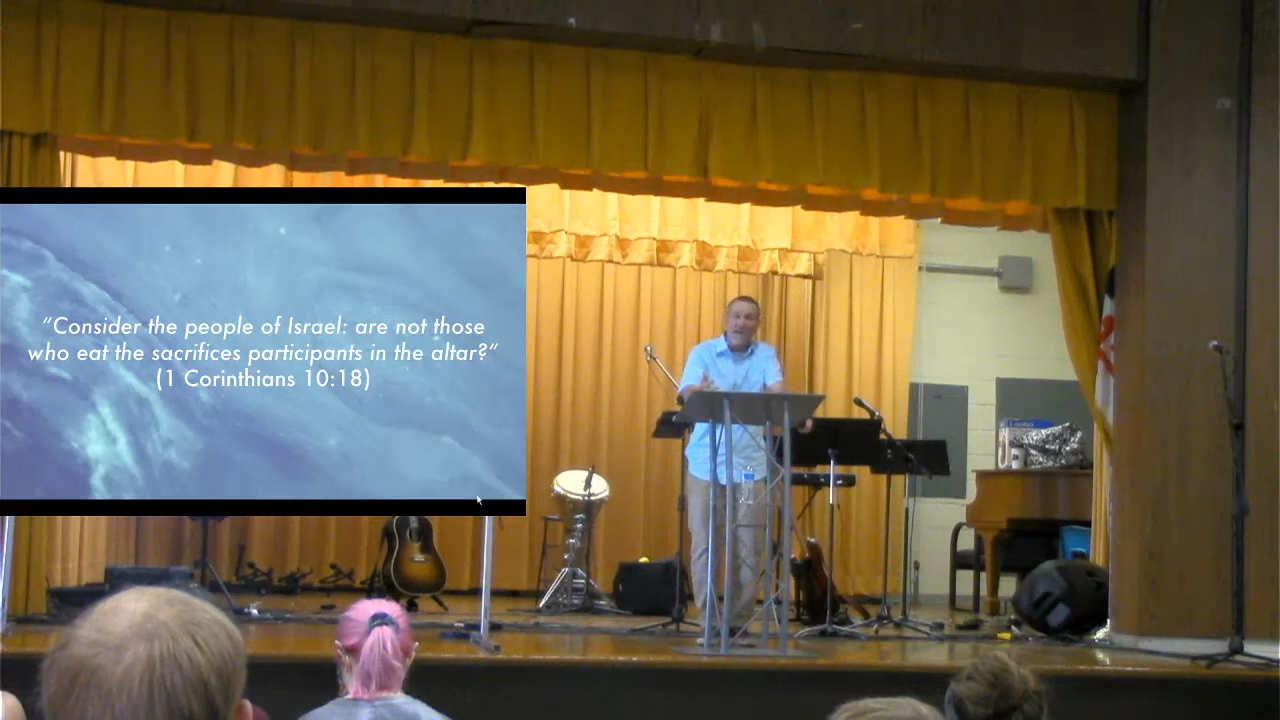 “Consider the people of Israel: are not those
who eat the sacrifices participants in the altar?”
(1 Corinthians 10:18)